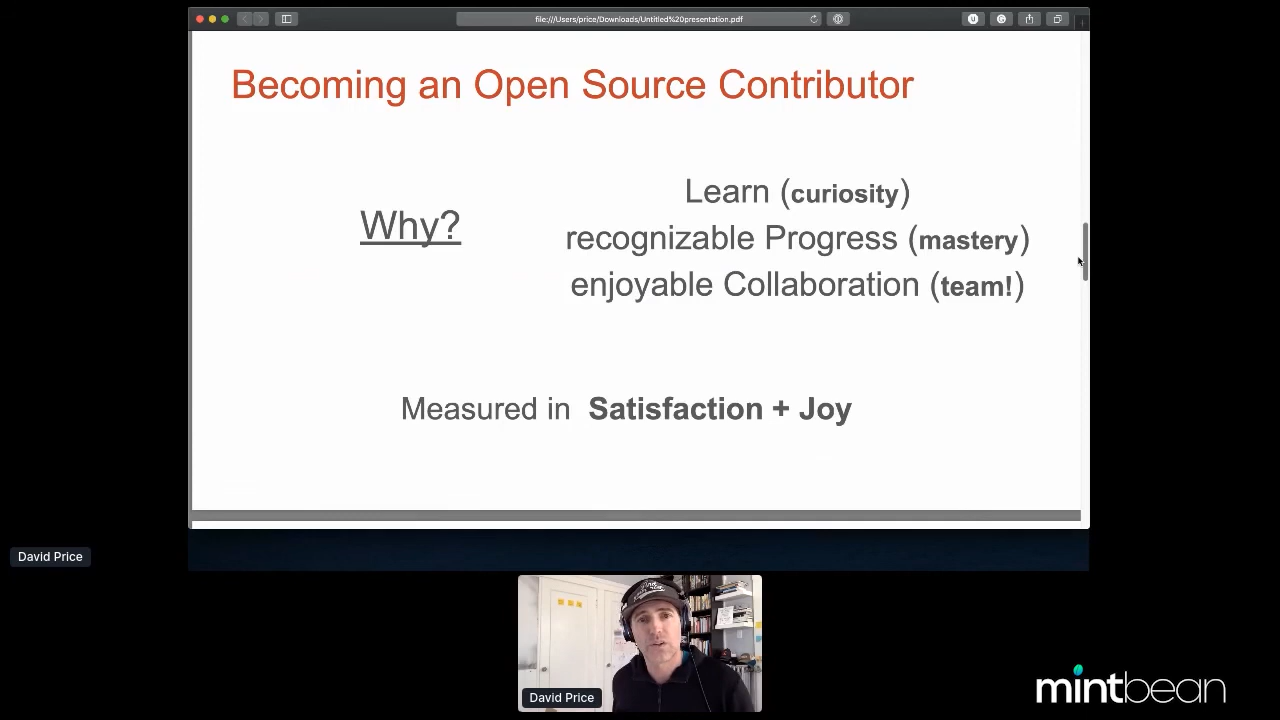 file:///Users/price/Downloads/Untitled%20presentation.pdf
Becoming an Open Source Contributor
Why?
Learn (curiosity)
recognizable Progress (mastery)
enjoyable Collaboration (team!)
Measured in Satisfaction + Joy
David Price
David Price
mintbean